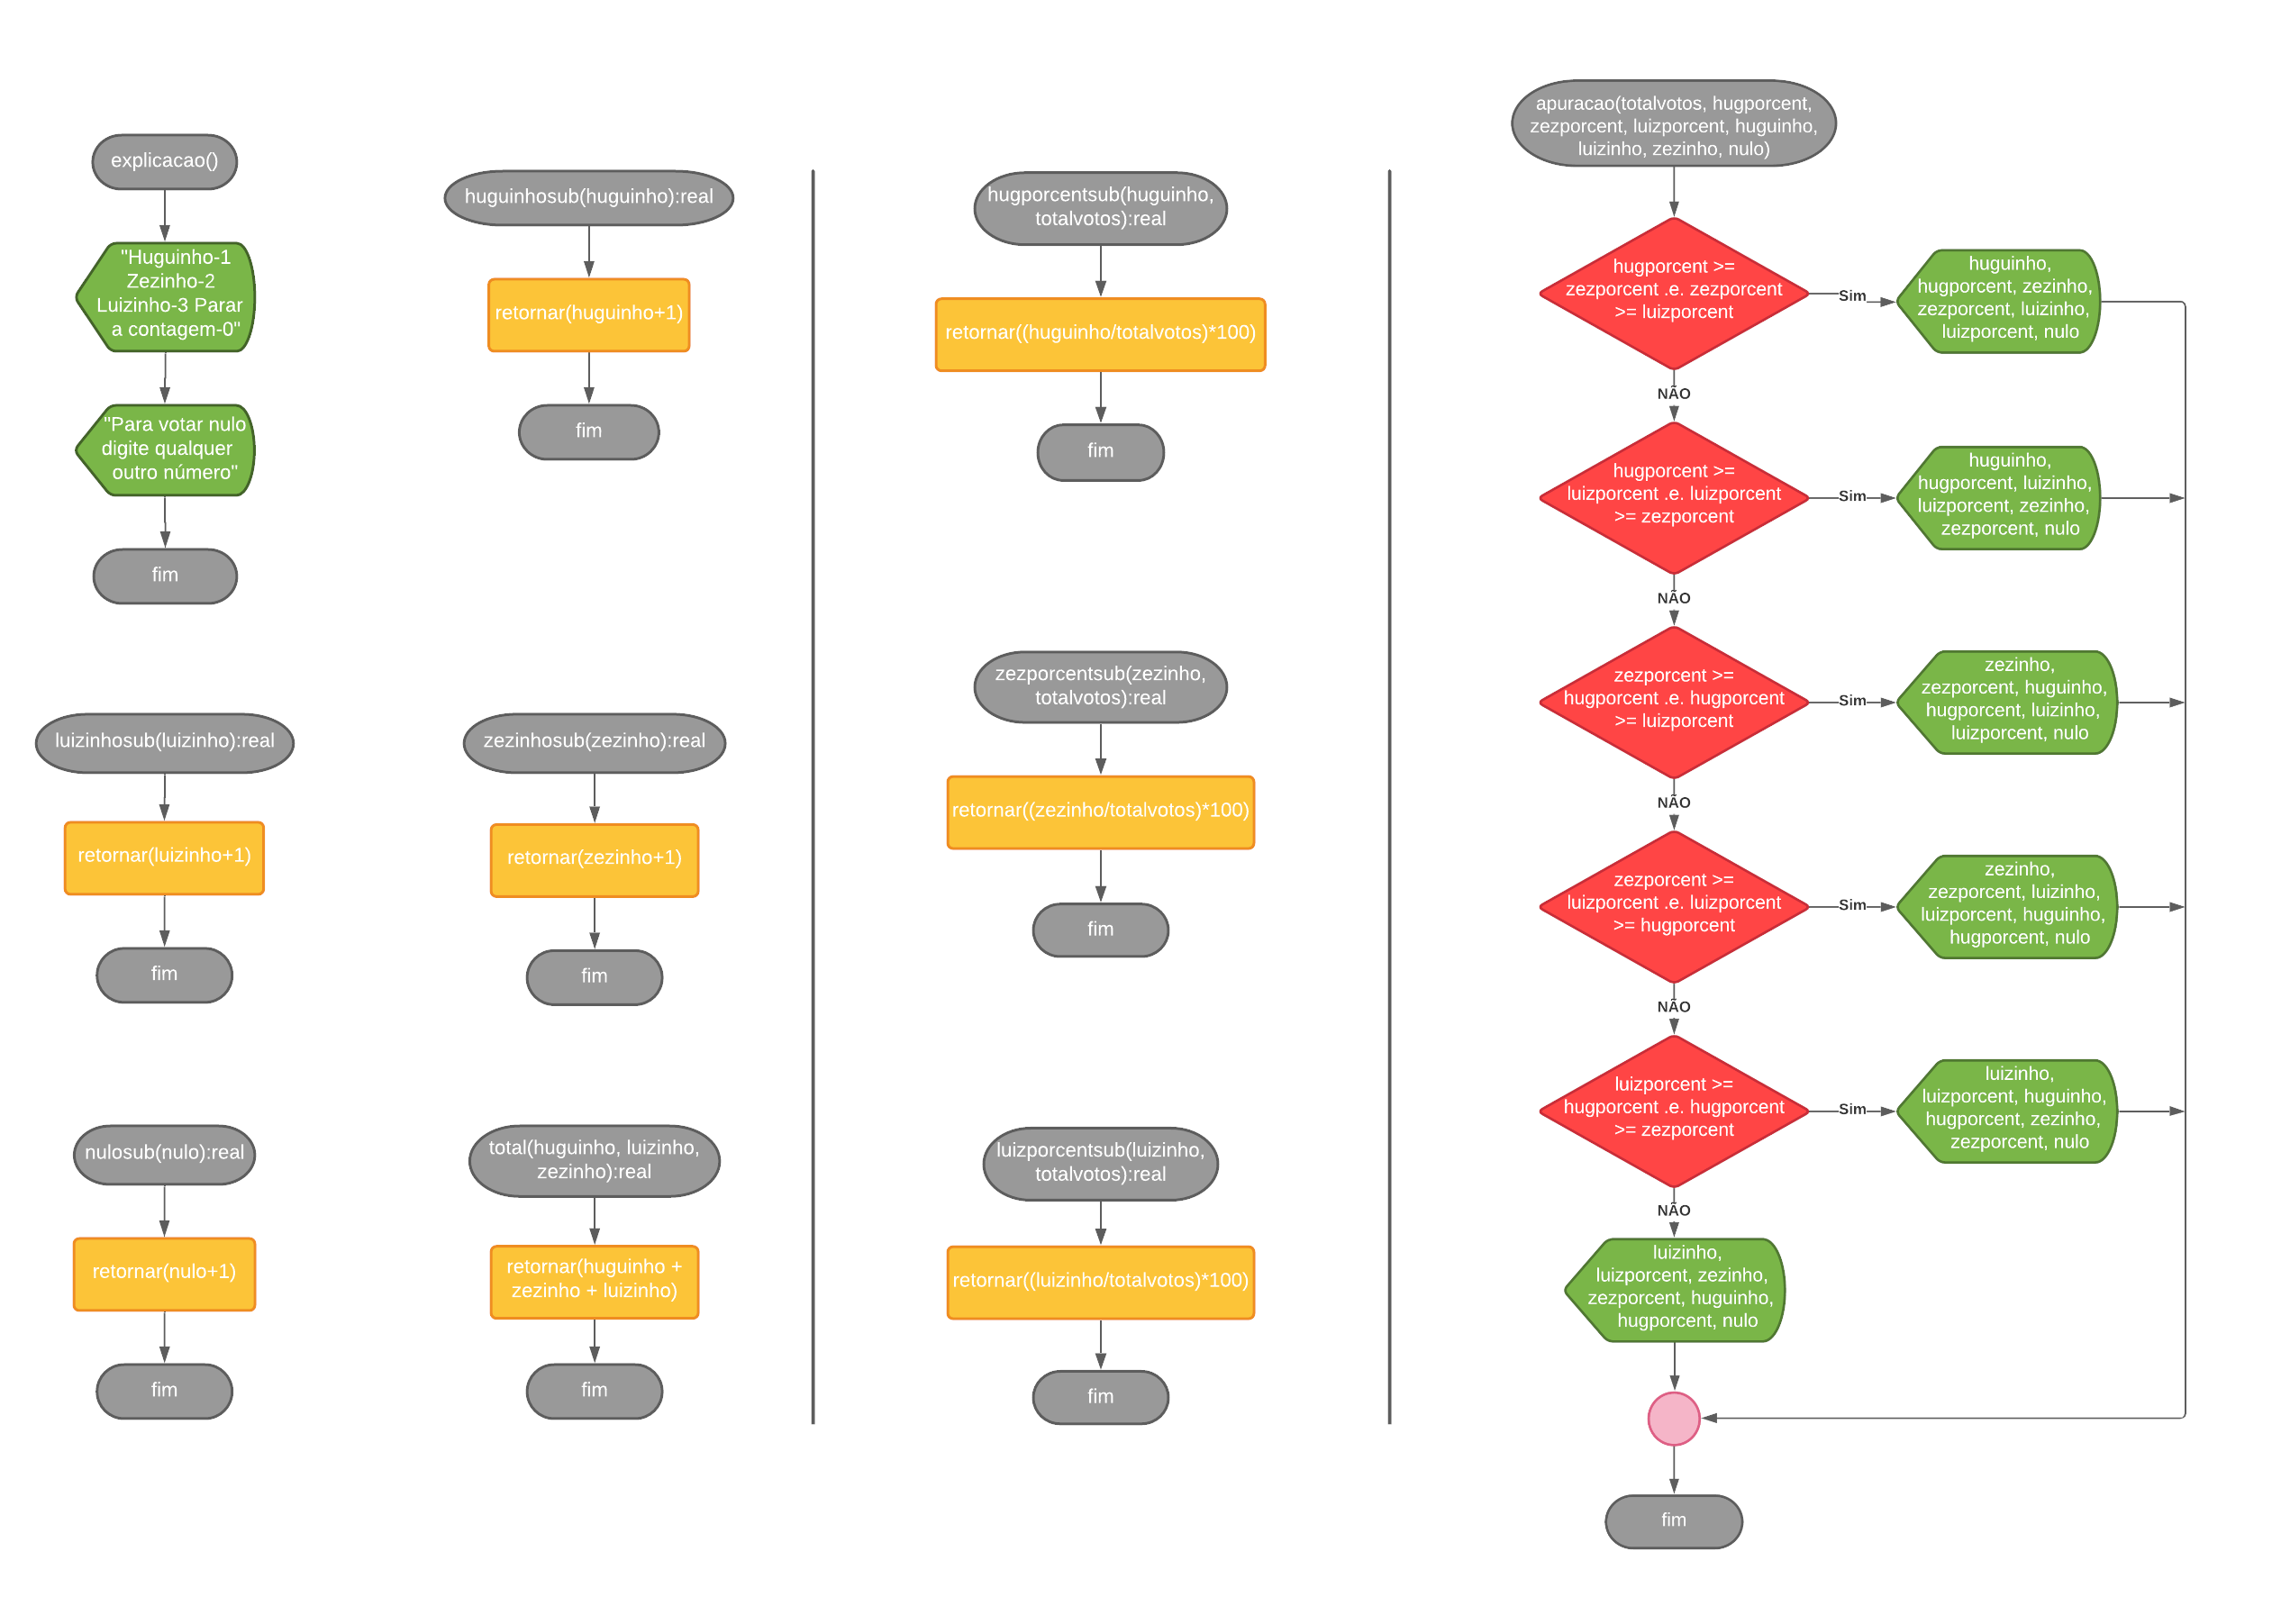 explicacao()
"Huguinho-1
Zezinho-2
Luizinho-3 Parar
a contagem-0"
"Para votar nulo
digite qualquer
outro número"
fim
huguinhosub(huguinho):real
retornar(huguinho+1)
fim
luizinhosub(luizinho):real
retornar(luizinho+1)
fim
zezinhosub(zezinho):real
retornar(zezinho+1)
fim
nulosub(nulo):real
retornar(nulo+1)
fim
total(huguinho, luizinho,
zezinho):real
retornar(huguinho +
zezinho + luizinho)
fim
hugporcentsub(huguinho,
totalvotos):real
retornar((huguinho/totalvotos)*100)
fim
zezporcentsub(zezinho,
totalvotos):real
retornar((zezinho/totalvotos)*100)
fim
luizporcentsub(luizinho,
totalvotos):real
retornar((luizinho/totalvotos)*100)
fim
apuracao(totalvotos, hugporcent,
zezporcent, luizporcent, huguinho,
luizinho, zezinho, nulo)
hugporcent >=
zezporcent .e. zezporcent
>= luizporcent
Sim
huguinho,
hugporcent, zezinho,
zezporcent, luizinho,
luizporcent, nulo
NÃO
hugporcent >=
luizporcent .e. luizporcent
>= zezporcent
Sim
huguinho,
hugporcent, luizinho,
luizporcent, zezinho,
zezporcent, nulo
NÃO
zezporcent >=
hugporcent .e. hugporcent
>= luizporcent
Sim
zezinho,
zezporcent, huguinho,
hugporcent, luizinho,
luizporcent, nulo
NÃO
zezporcent >=
luizporcent .e. luizporcent
>= hugporcent
Sim
zezinho,
zezporcent, luizinho,
luizporcent, huguinho,
hugporcent, nulo
NÃO
luizporcent >=
hugporcent .e. hugporcent
>= zezporcent
Sim
luizinho,
luizporcent, huguinho,
hugporcent, zezinho,
zezporcent, nulo
NÃO
luizinho,
luizporcent, zezinho,
zezporcent, huguinho,
hugporcent, nulo
fim